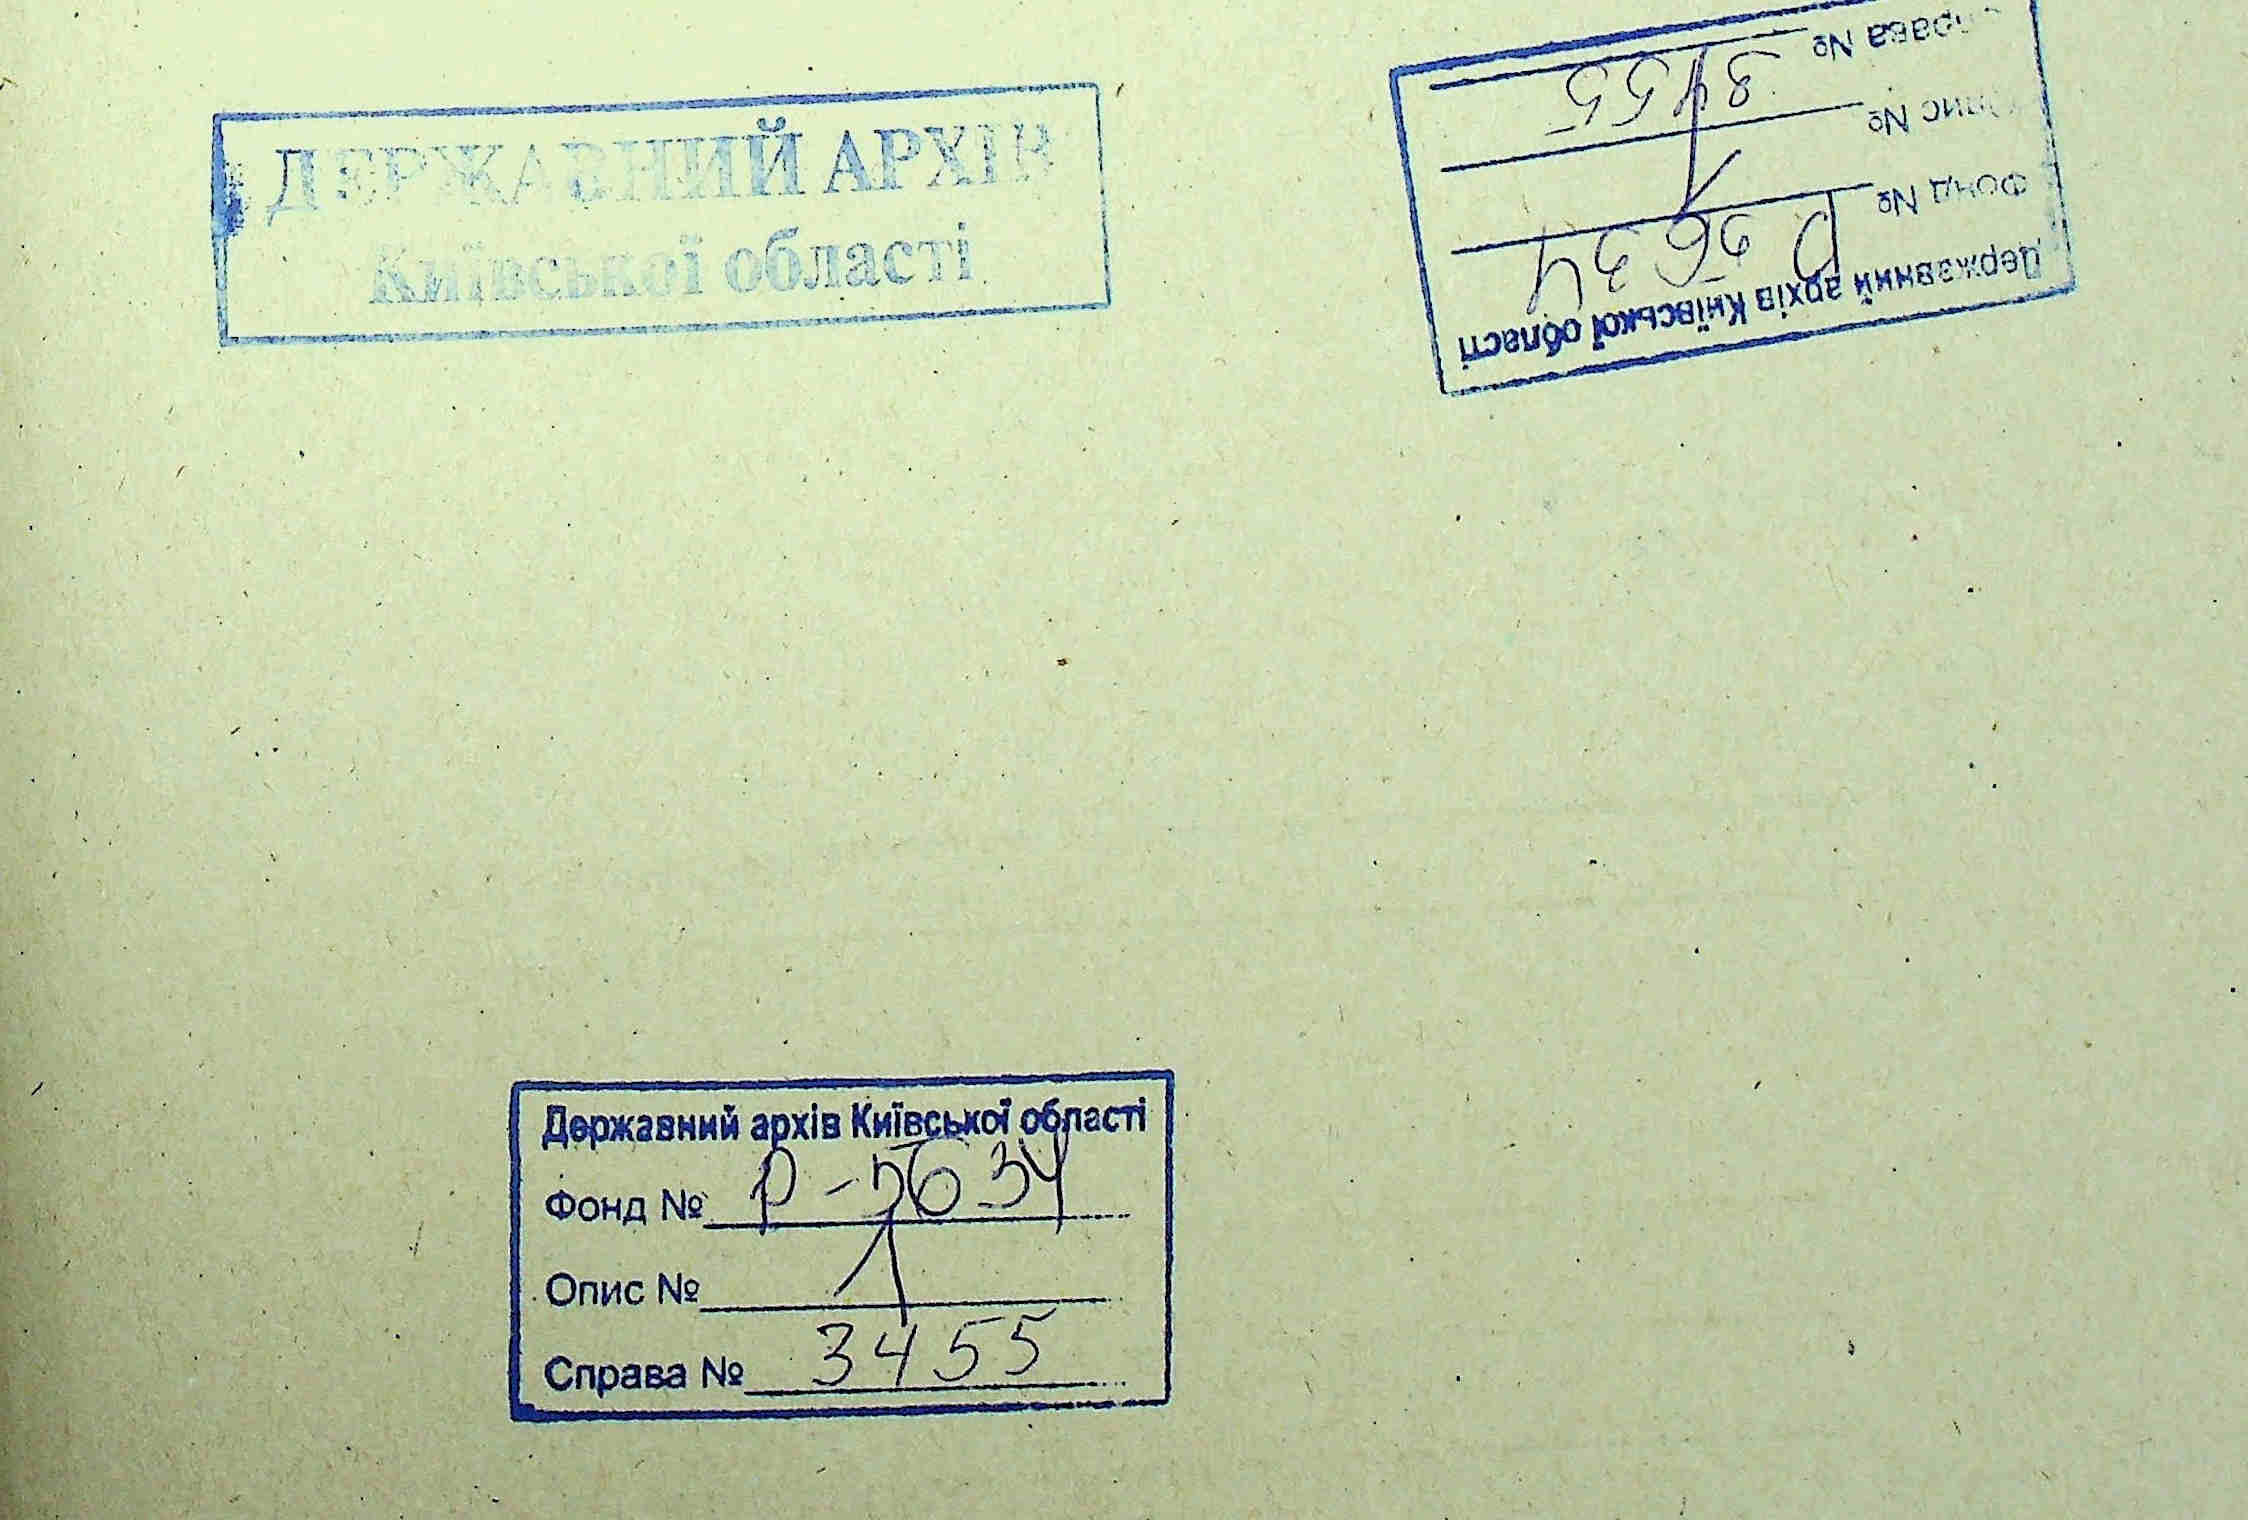 ДЕРЖАВНИЙ АРХІВ
Київської області
Державний архів Київської області
Фонд № Р 5634
Опис № 1
Справа № 3455
Державний архів Київської області
Фонд № Р-5634
Опис № 1
Справа № 3455